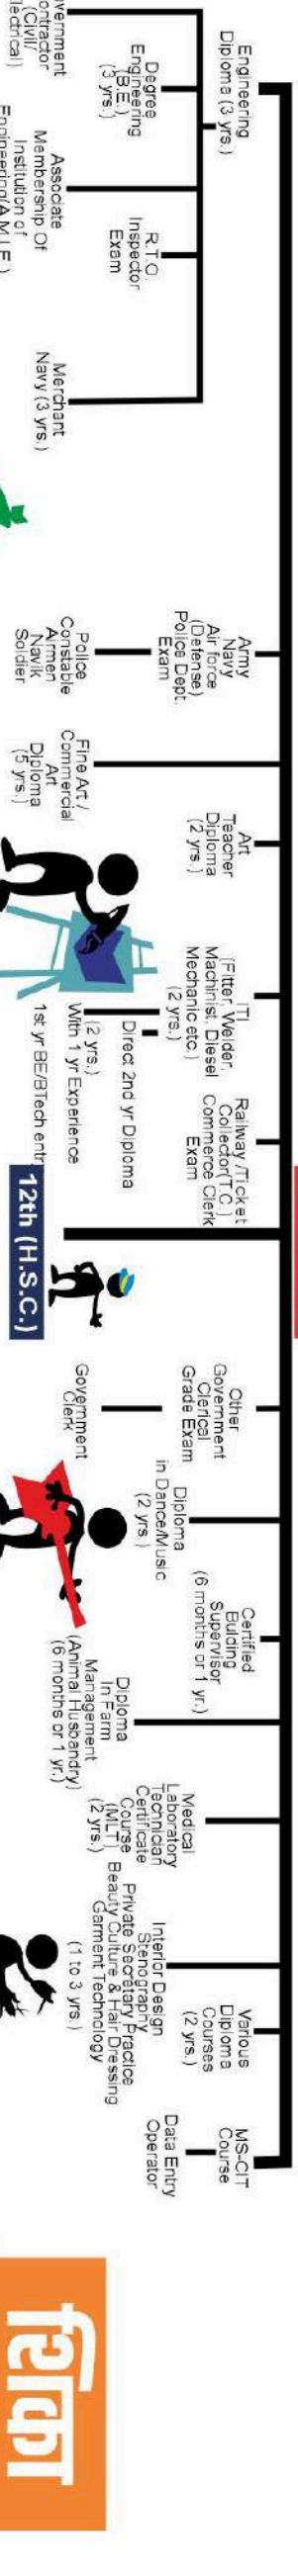 Engineering
Diploma (3 yrs.)
Degree
Engineering
(B.E.)
(3 yrs.)
R.T.O.
Inspector
Exam
(Civil/
Associate
Membership Of
Institution of
Merchant
Navy (3 yrs.)
Army
Navy
Air force
(Defense)
Police Dept.
Exam
Police
Constable
Airmen
Navik
Soldier
Fine Art /
Commercial
Art
Diploma
(5 yrs.)
Art
Teacher
Diploma
(2 yrs.)
ITI
(Fitter, Welder,
Machinist, Diesel
Mechanic etc.)
(2 yrs.)
Direct 2nd yr Diploma
(2 yrs.)
With 1 yr Experience
1st yr BE/BTech entr
Railway /Ticket
Collector(T.C.)
Commerce Clerk
Exam
12th (H.S.C.)
Other
Government
Clerical
Grade Exam
Government
Clerk
Diploma
in Dance/Music
(2 yrs.)
Certified
Bulding
Supervisor
(6 months or 1 yr.)
Diploma
In Farm
Management
(Animal Husbandry)
(6 months or 1 yr.)
Medical
Laboratory
Technician
Certificate
Course
(MLT)
(2 yrs.)
Interior Design
Stenography
Private Secretary Practice
Beauty Culture & Hair Dressing
Garment Technology
(1 to 3 yrs.)
Various
Diploma
Courses
(2 yrs.)
MS-CIT
Course
Data Entry
Operator